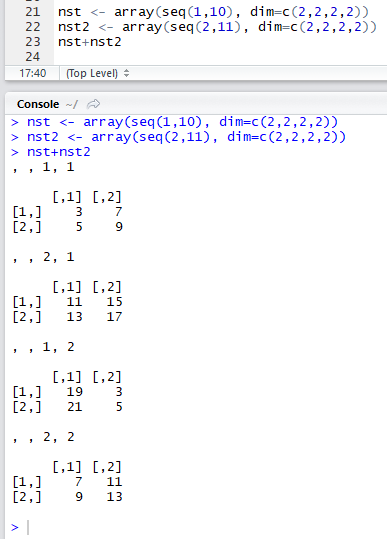 21 nst <- array(seq(1,10), dim=c(2,2,2,2))
22 nst2 <- array(seq(2,11), dim=c(2,2,2,2))
23 nst+nst2
24
17:40 (Top Level)
Console ~/
> nst <- array(seq(1,10), dim=c(2,2,2,2))
> nst2 <- array(seq(2,11), dim=c(2,2,2,2))
> nst+nst2
, , 1, 1
[,1] [,2]
[1,] 3 7
[2,] 5 9
, , 2, 1
[,1] [,2]
[1,] 11 15
[2,] 13 17
, , 1, 2
[,1] [,2]
[1,] 19 3
[2,] 21 5
, , 2, 2
[,1] [,2]
[1,] 7 11
[2,] 9 13
>